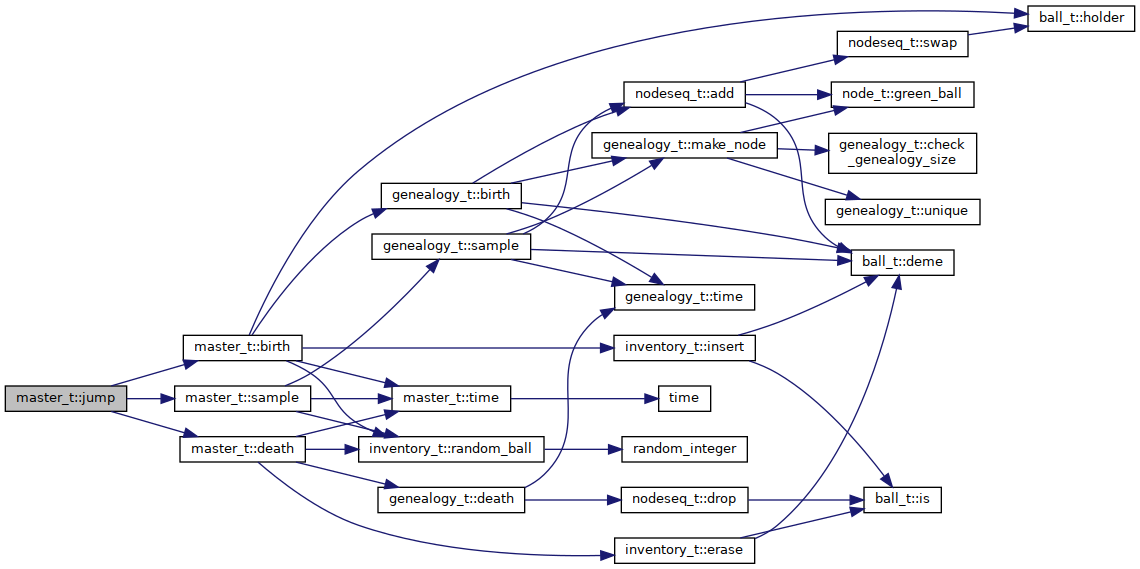 ball_t::holder
nodeseq_t::swap
nodeseq_t::add
node_t::green_ball
genealogy_t::make_node
genealogy_t::check
_genealogy_size
genealogy_t::birth
genealogy_t::unique
genealogy_t::sample
ball_t::deme
genealogy_t::time
master_t::birth
inventory_t::insert
master_t::jump
master_t::sample
master_t::time
time
master_t::death
inventory_t::random_ball
random_integer
genealogy_t::death
nodeseq_t::drop
ball_t::is
inventory_t::erase